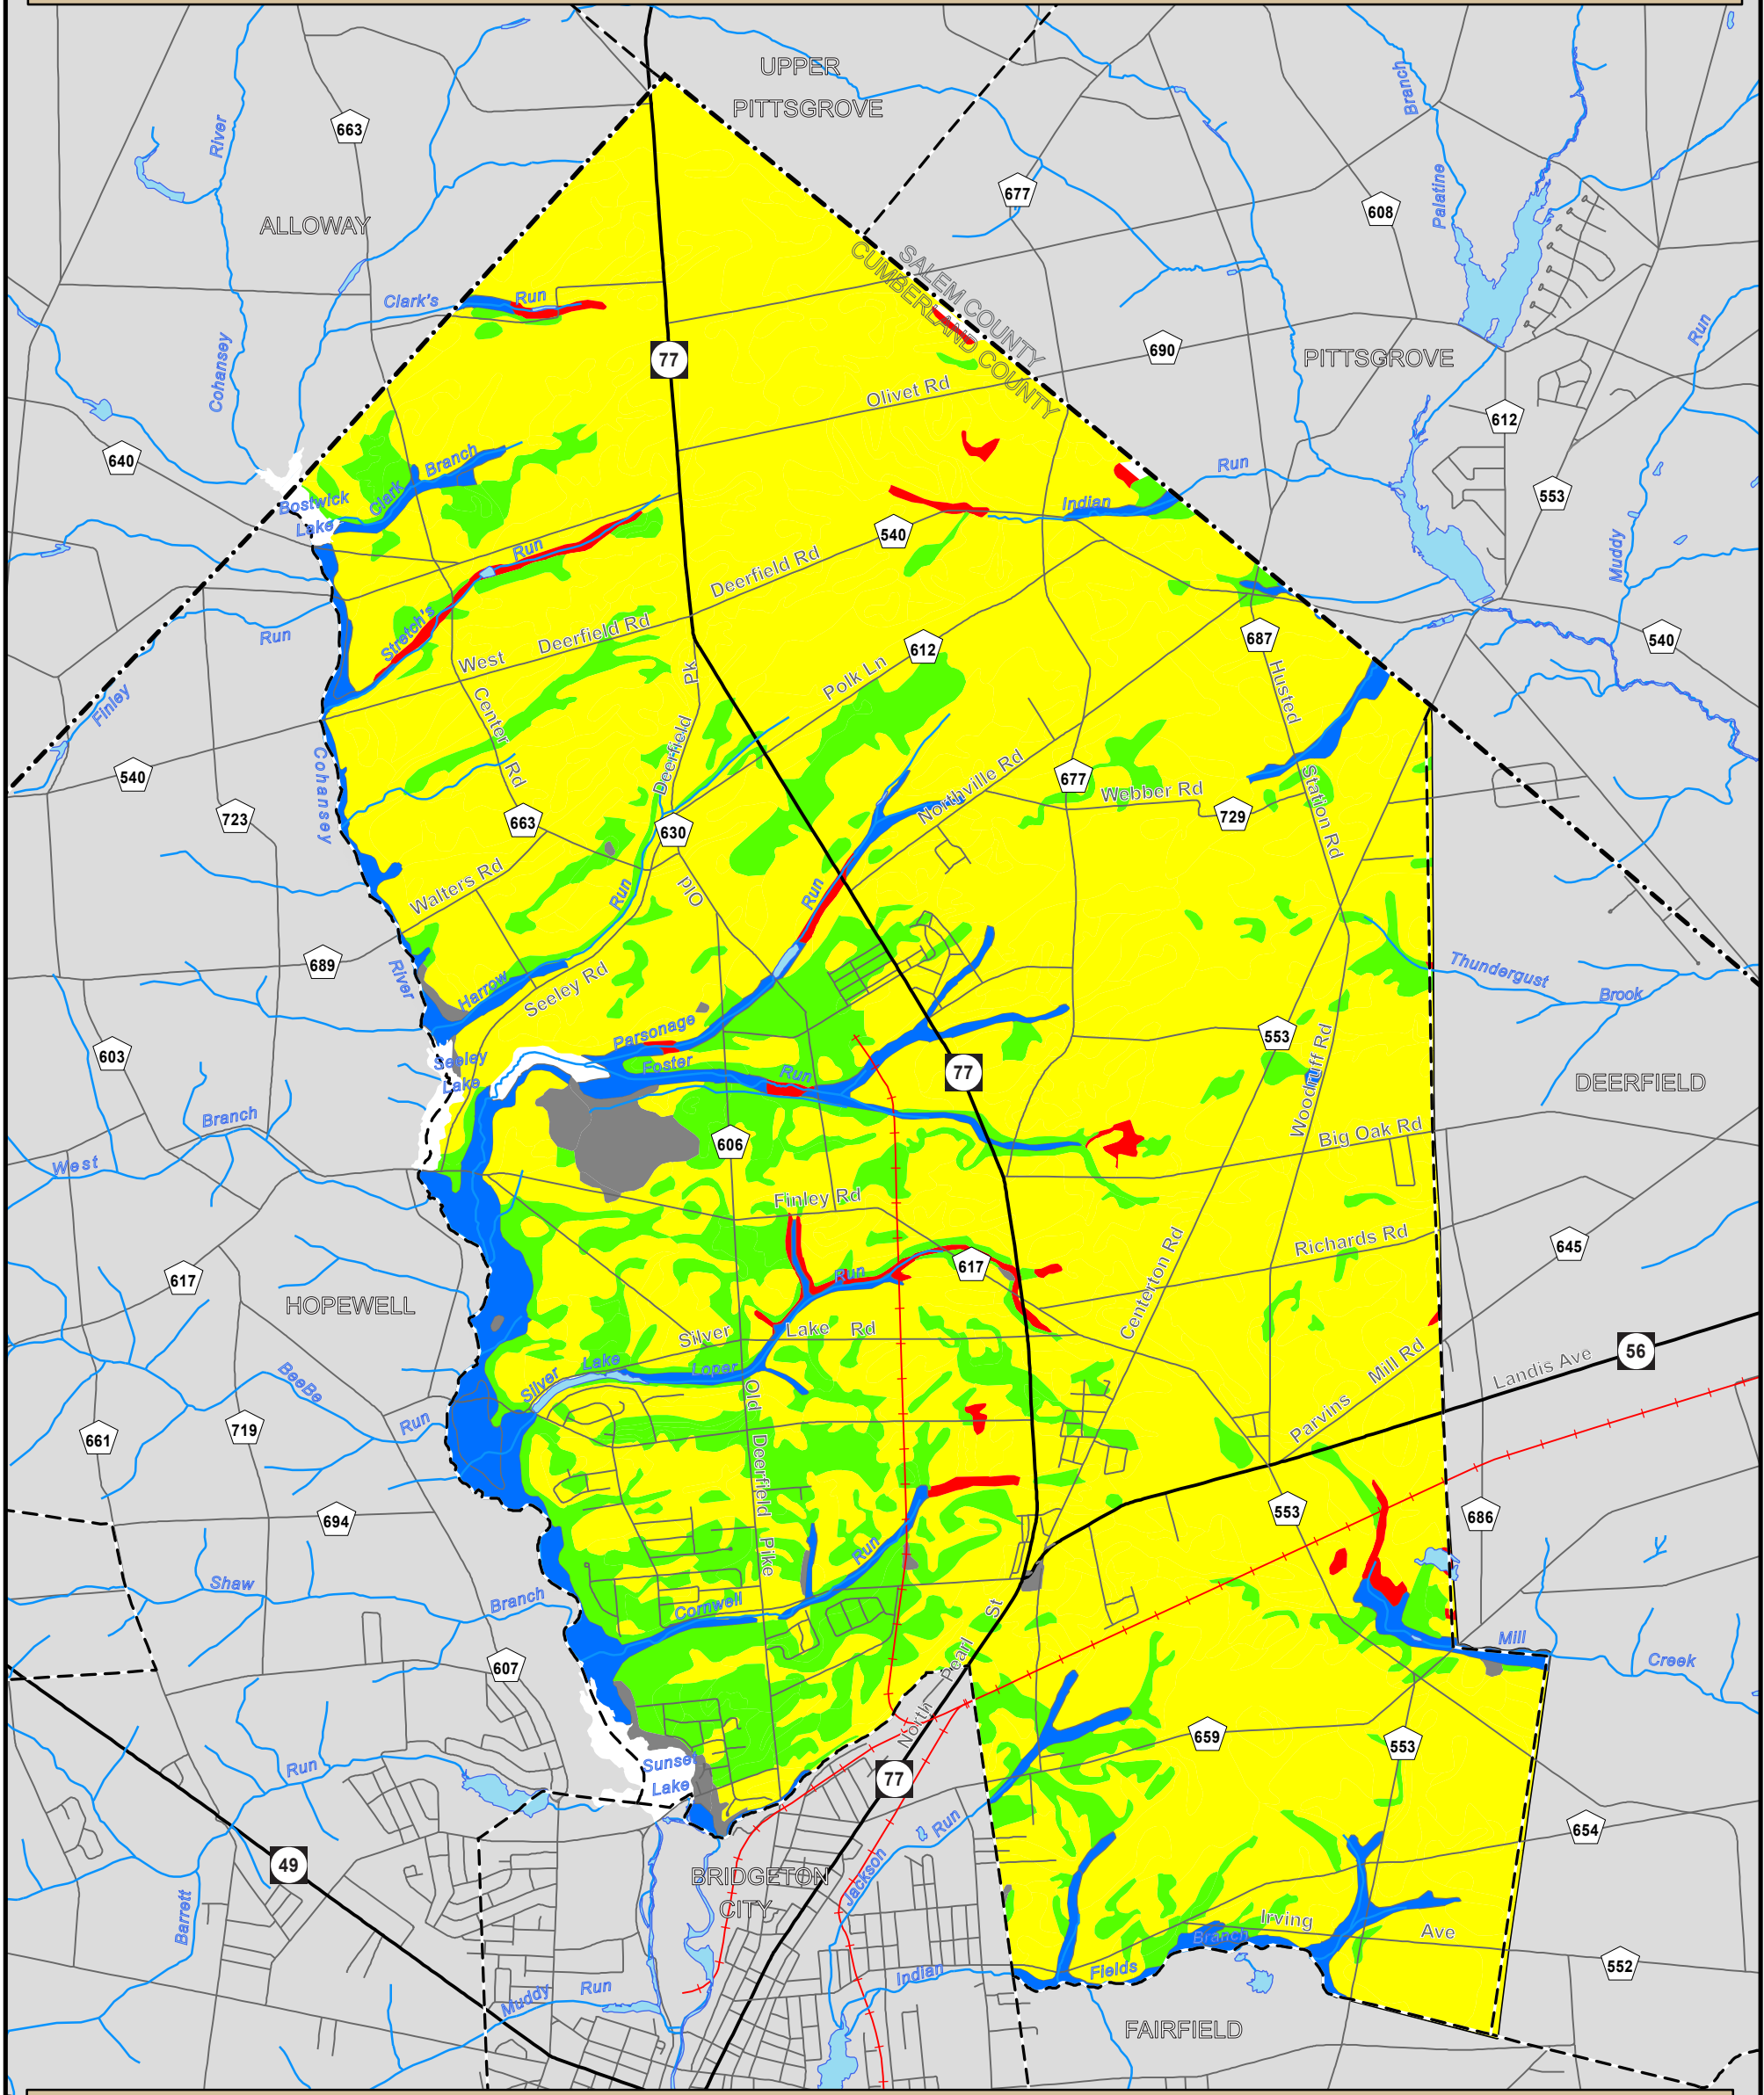 UPPER
PITTSGROVE
Branch
663
River
677
608
Palatine
ALLOWAY
SALEM COUNTY
CUMBERLAND COUNTY
Clark's
Run
Cohansey
77
690
PITTSGROVE
Run
Olivet Rd
612
640
Branch
Clark
Bostwick
Lake
Run
553
Indian
540
Run
Deerfield Rd
Muddy
Stretch's
Run
West
Deerfield Rd
612
687
540
Polk Ln
Pk
Husted
Finley
Center
Rd
Deerfield
Cohansey
540
677
Northville Rd
Webber Rd
729
Station Rd
723
663
630
Walters Rd
Run
Old
Run
689
River
Harrow
Seeley Rd
Thundergust
Brook
Parsonage
553
603
Seeley
Lake
Foster
Run
77
Woodruff Rd
DEERFIELD
Branch
606
Big Oak Rd
West
Finley Rd
Richards Rd
645
617
617
Run
HOPEWELL
Centerton Rd
Silver
Lake Rd
Landis Ave
56
Mill Rd
Parvins
BeeBe
Silver
Lake
Loper
Run
Old
Deerfield
Pike
661
719
694
553
686
Run
Shaw
Branch
Cornwell
St
Pearl
North
Mill
Creek
607
659
553
Run
Sunset
Lake
77
Run
654
49
BRIDGETON
CITY
Jackson
Barrett
Irving
Ave
Branch
Fields
552
Indian
Muddy
Run
FAIRFIELD